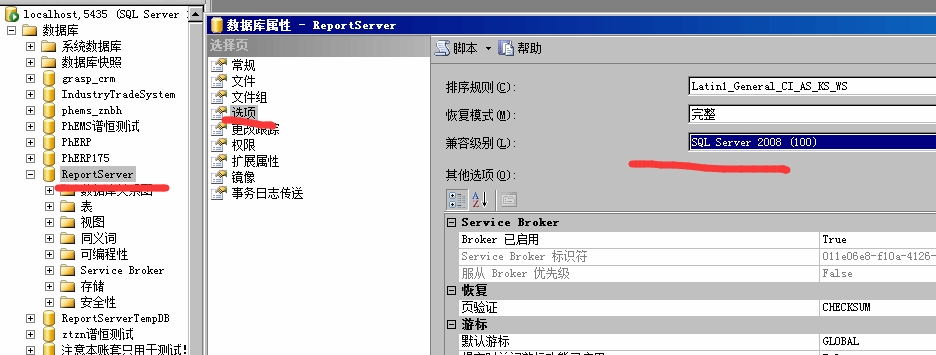 localhost,5435 (SQL Server 1
数据库
系统数据库
数据库快照
grasp_crm
IndustryTradeSystem
phems_znbh
PhEMS谱恒测试
PhERP
PhERP175
ReportServer
数据库关系图
表
视图
同义词
可编程性
Service Broker
存储
安全性
ReportServerTempDB
ztzn谱恒测试
注意本账套只用于测试!
数据库属性 - ReportServer
选择页
常规
文件
文件组
选项
更改跟踪
权限
扩展属性
镜像
事务日志传送
脚本 帮助
排序规则(C): Latin1_General_CI_AS_KS_WS
恢复模式(M): 完整
兼容级别(L): SQL Server 2008 (100)
其他选项(O):
Service Broker
Broker 已启用 True
Service Broker 标识符 011e06e8-f10a-4126-
服从 Broker 优先级 False
恢复
页验证 CHECKSUM
游标
默认游标 GLOBAL